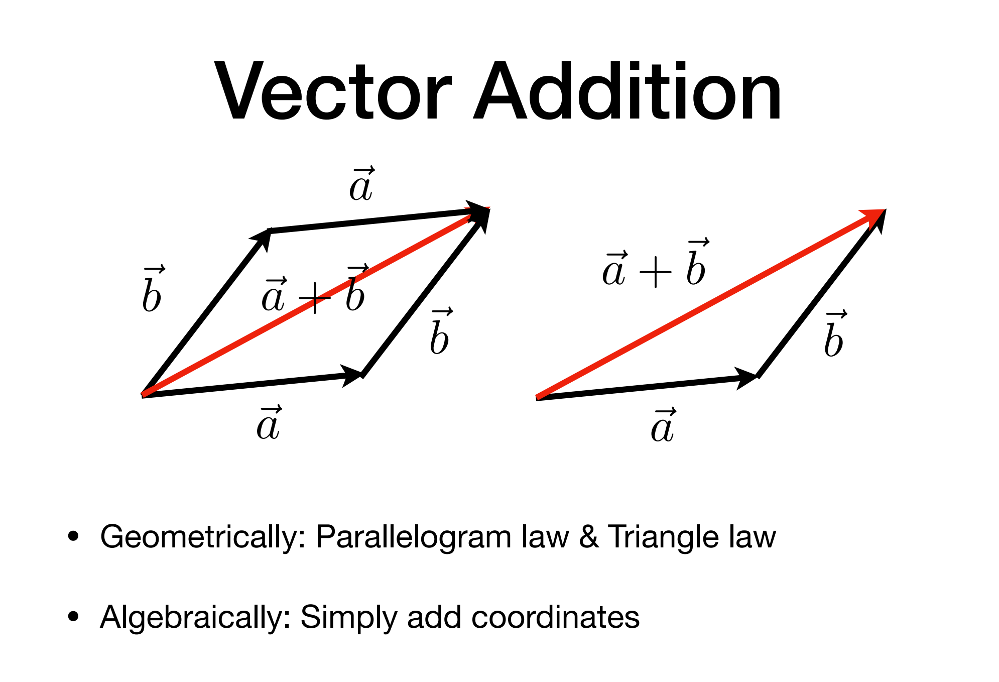 Vector Addition
$\vec{a}$
$\vec{b}$
$\vec{a} + \vec{b}$
$\vec{b}$
$\vec{a}$
$\vec{a} + \vec{b}$
$\vec{b}$
$\vec{a}$
• Geometrically: Parallelogram law & Triangle law
• Algebraically: Simply add coordinates